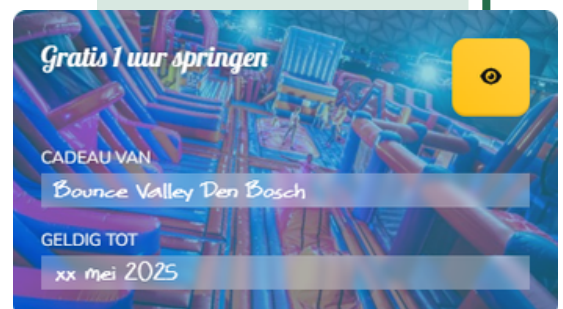 Gratis 1 uur springen
CADEAU VAN
Bounce Valley Den Bosch
GELDIG TOT
xx mei 2025